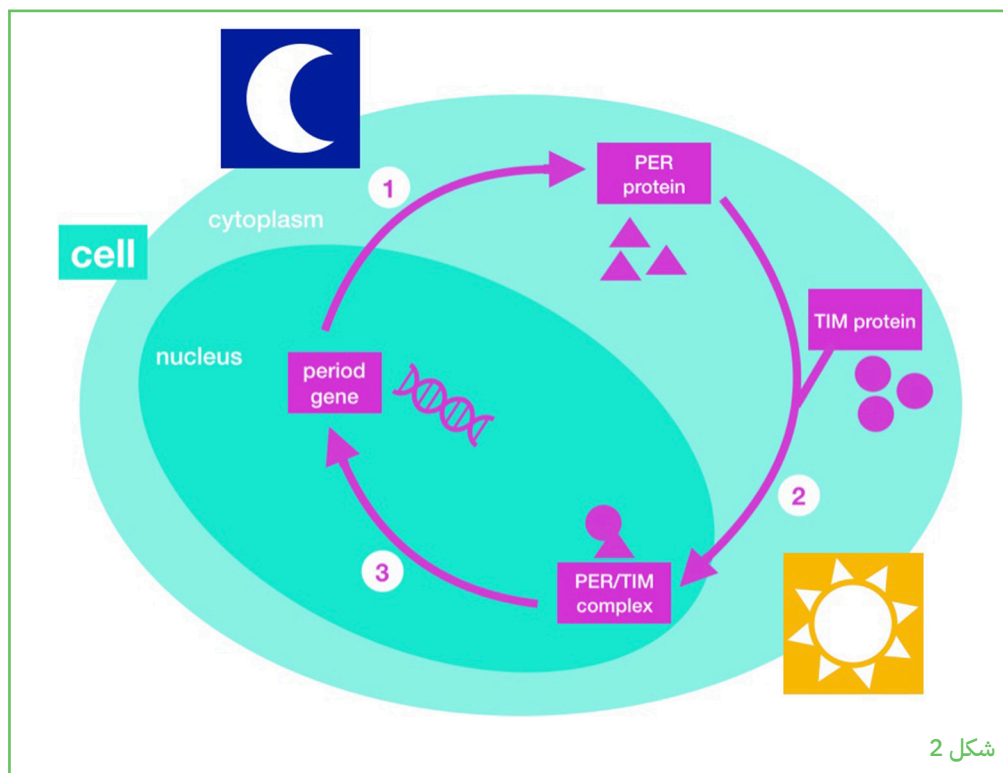 1
PER
protein
cytoplasm
cell
TIM protein
nucleus
period
gene
2
3
PER/TIM
complex
شكل 2